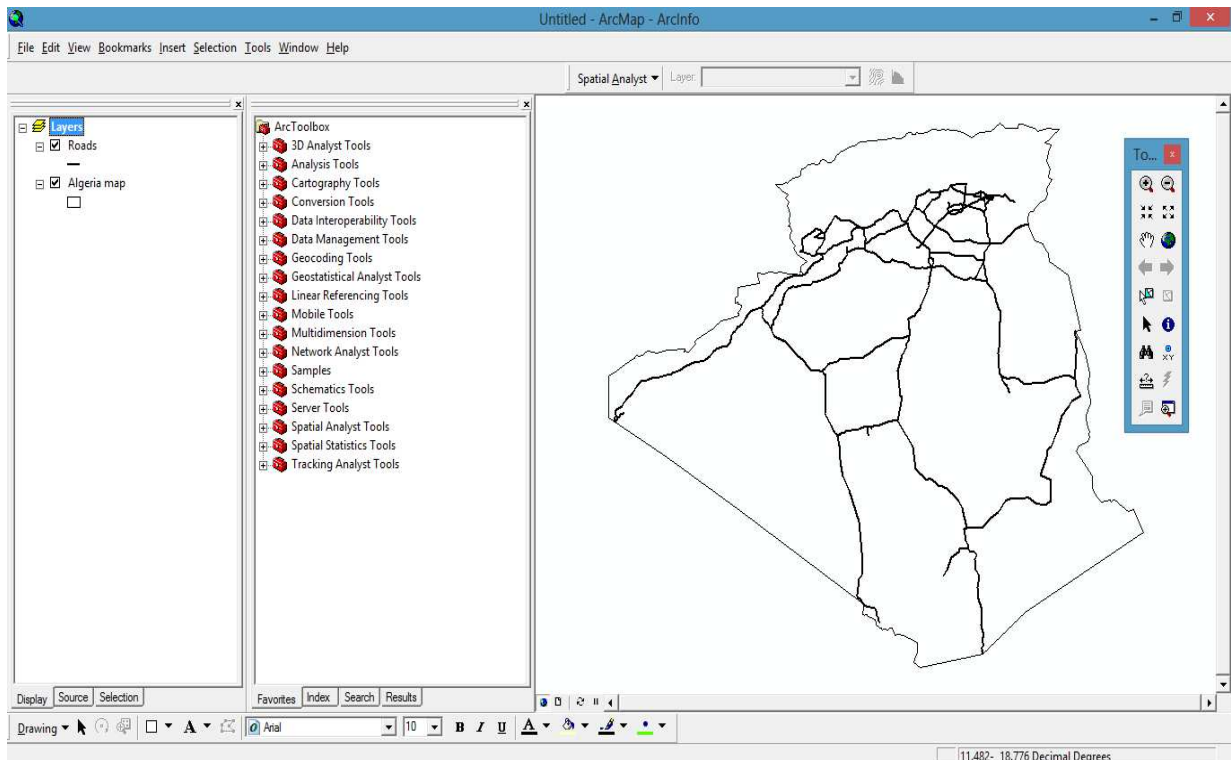 Untitled - ArcMap - ArcInfo
File Edit View Bookmarks Insert Selection Tools Window Help
Spatial Analyst Layer:
Layers
Roads
Algeria map
ArcToolbox
3D Analyst Tools
Analysis Tools
Cartography Tools
Conversion Tools
Data Interoperability Tools
Data Management Tools
Geocoding Tools
Geostatistical Analyst Tools
Linear Referencing Tools
Mobile Tools
Multidimension Tools
Network Analyst Tools
Samples
Schematics Tools
Server Tools
Spatial Analyst Tools
Spatial Statistics Tools
Tracking Analyst Tools
To...
XY
Display Source Selection
Favorites Index Search Results
Drawing A Arial 10 B I U A
11.482- 18.776 Decimal Degrees